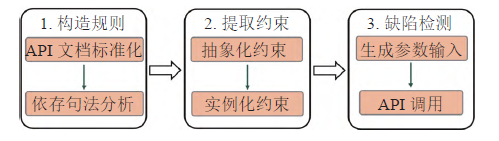 1. 构造规则
API 文档标准化
依存句法分析
2. 提取约束
抽象化约束
实例化约束
3. 缺陷检测
生成参数输入
API 调用